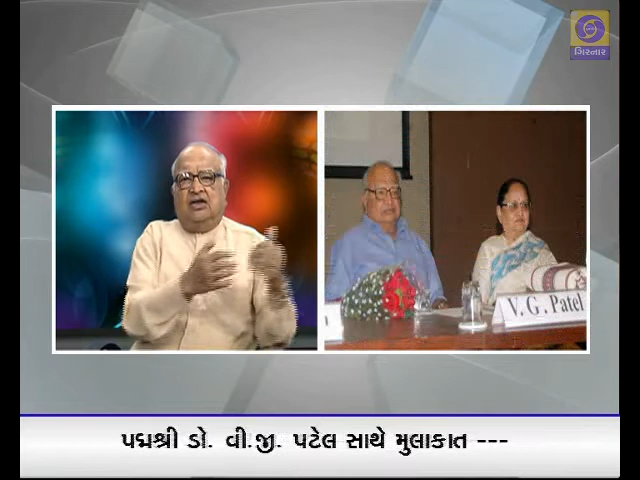 ગિરનાર
V. G. Patel
પદ્મશ્રી ડો. વી.જી. પટેલ સાથે મુલાકાત ---